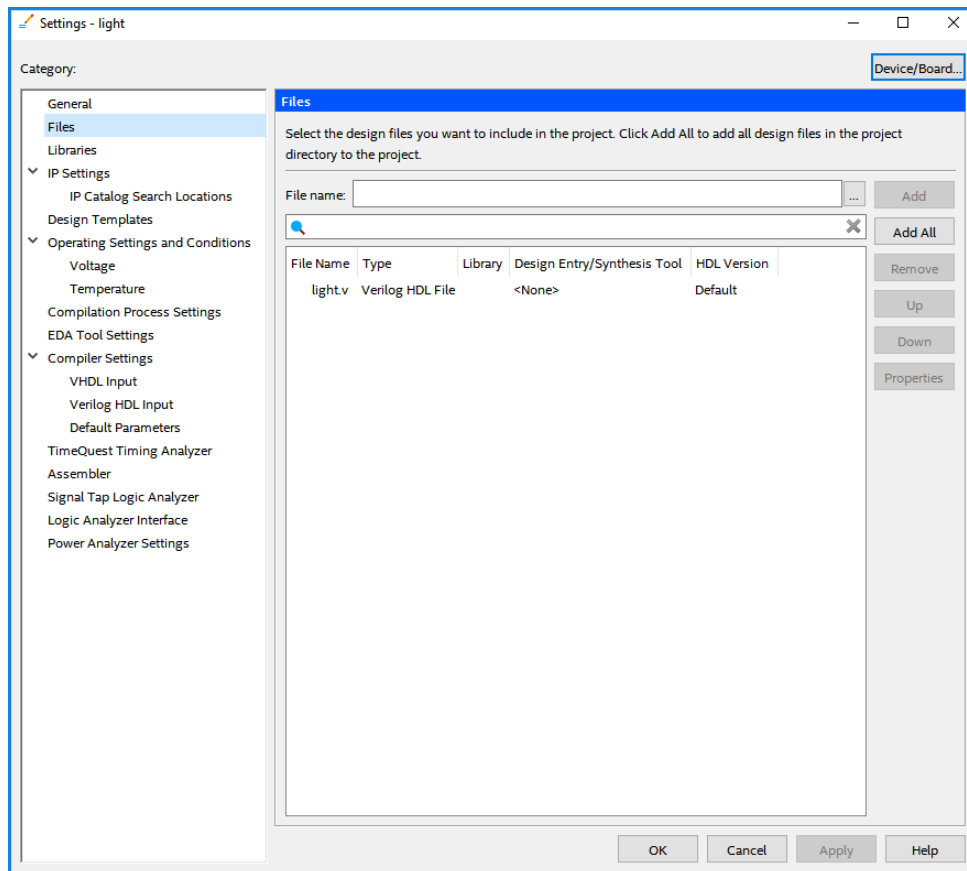 Settings - light
Category:
Device/Board...
General
Files
Libraries
IP Settings
IP Catalog Search Locations
Design Templates
Operating Settings and Conditions
Voltage
Temperature
Compilation Process Settings
EDA Tool Settings
Compiler Settings
VHDL Input
Verilog HDL Input
Default Parameters
TimeQuest Timing Analyzer
Assembler
Signal Tap Logic Analyzer
Logic Analyzer Interface
Power Analyzer Settings
Files
Select the design files you want to include in the project. Click Add All to add all design files in the project
directory to the project.
File name:
...
Add
Add All
Remove
Up
Down
Properties
File Name Type Library Design Entry/Synthesis Tool HDL Version
light.v Verilog HDL File <None> Default
OK Cancel Apply Help